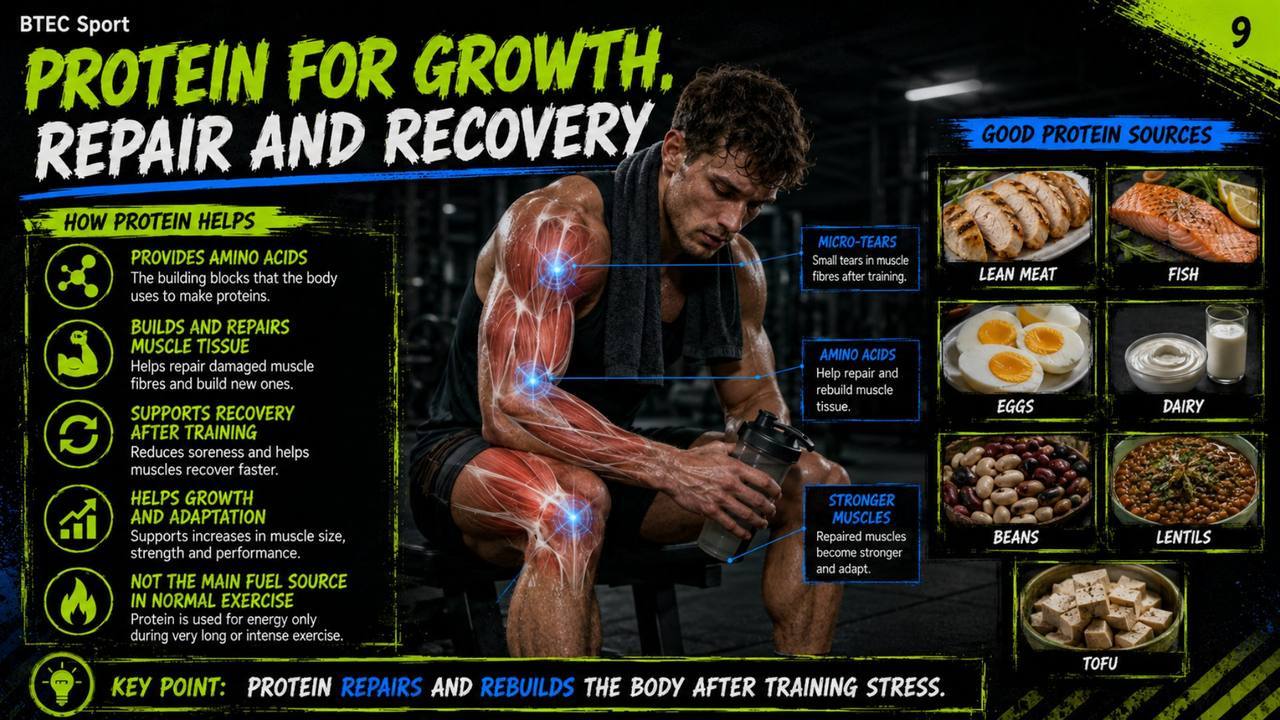 BTEC Sport
9
PROTEIN FOR GROWTH,
REPAIR AND RECOVERY
HOW PROTEIN HELPS
PROVIDES AMINO ACIDS
The building blocks that the body
uses to make proteins.
BUILDS AND REPAIRS
MUSCLE TISSUE
Helps repair damaged muscle
fibres and build new ones.
SUPPORTS RECOVERY
AFTER TRAINING
Reduces soreness and helps
muscles recover faster.
HELPS GROWTH
AND ADAPTATION
Supports increases in muscle size,
strength and performance.
NOT THE MAIN FUEL SOURCE
IN NORMAL EXERCISE
Protein is used for energy only
during very long or intense exercise.
MICRO-TEARS
Small tears in muscle
fibres after training.
AMINO ACIDS
Help repair and
rebuild muscle
tissue.
STRONGER
MUSCLES
Repaired muscles
become stronger
and adapt.
GOOD PROTEIN SOURCES
LEAN MEAT
FISH
EGGS
DAIRY
BEANS
LENTILS
TOFU
KEY POINT: PROTEIN REPAIRS AND REBUILDS THE BODY AFTER TRAINING STRESS.